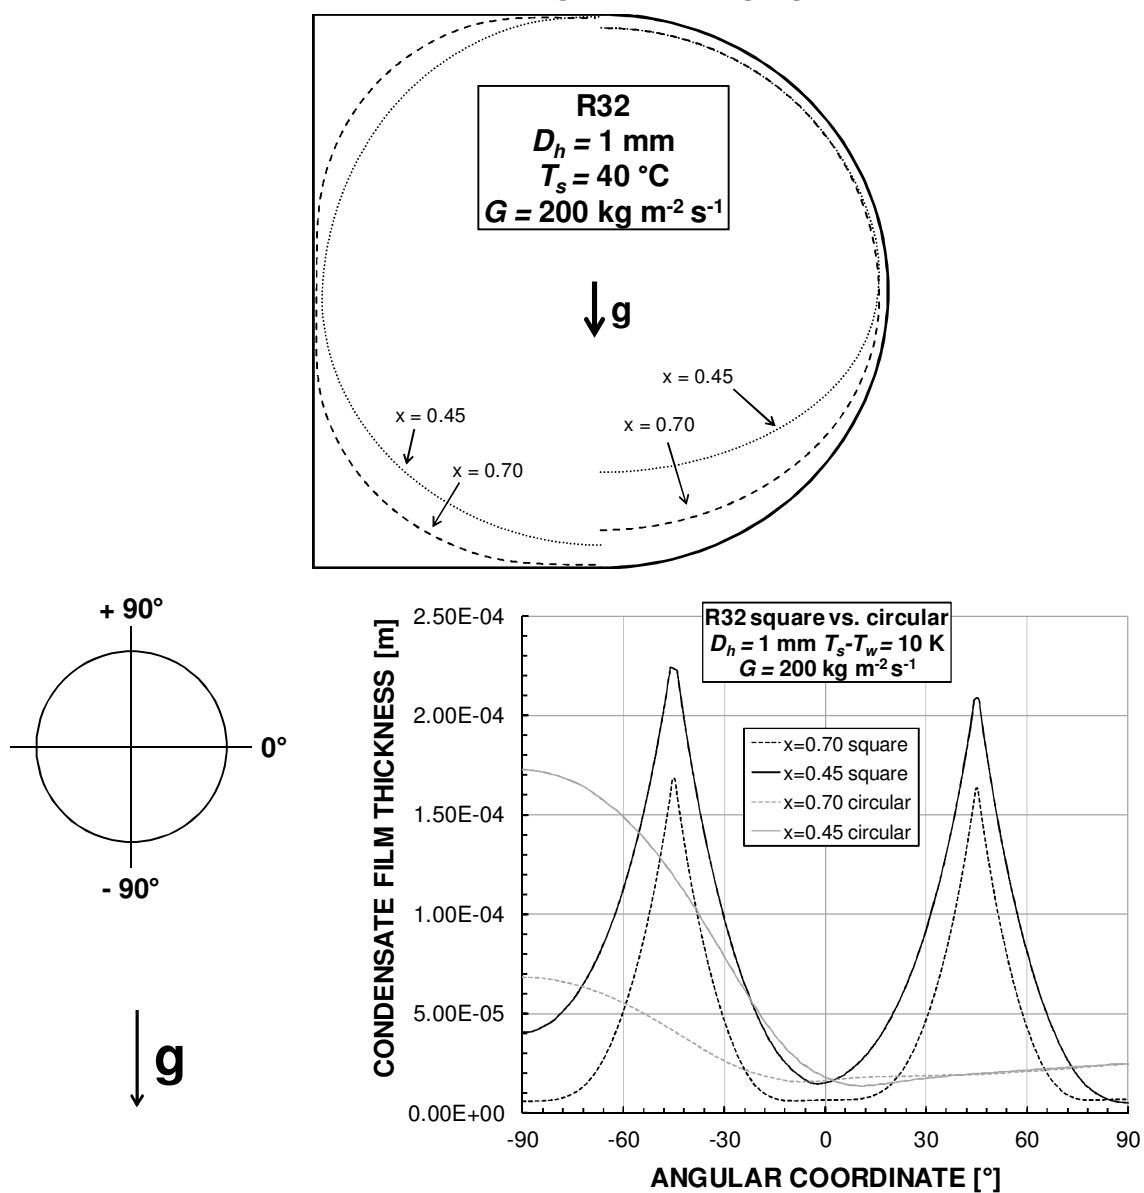 R32
D_h = 1 mm
T_s = 40 °C
G = 200 kg m⁻² s⁻¹
g
x = 0.45
x = 0.70
x = 0.45
x = 0.70
+ 90°
0°
- 90°
g
CONDENSATE FILM THICKNESS [m]
2.50E-04
2.00E-04
1.50E-04
1.00E-04
5.00E-05
0.00E+00
R32 square vs. circular
D_h = 1 mm T_s-T_w = 10 K
G = 200 kg m⁻² s⁻¹
x=0.70 square
x=0.45 square
x=0.70 circular
x=0.45 circular
-90 -60 -30 0 30 60 90
ANGULAR COORDINATE [°]